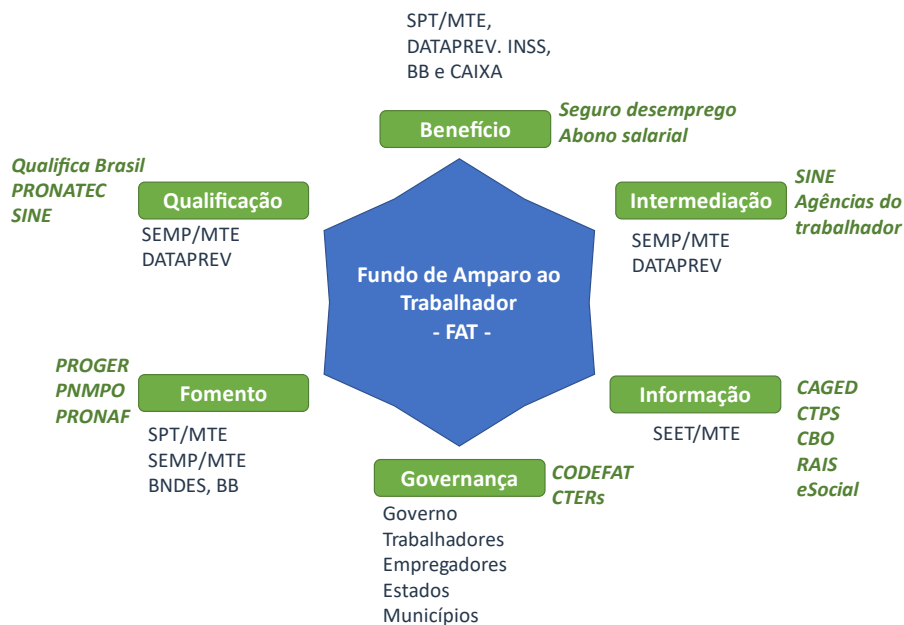 SPT/MTE,
DATAPREV. INSS,
BB e CAIXA
Benefício
Seguro desemprego
Abono salarial
Qualifica Brasil
PRONATEC
SINE
Qualificação
SEMP/MTE
DATAPREV
Intermediação
SINE
Agências do
trabalhador
SEMP/MTE
DATAPREV
Fundo de Amparo ao
Trabalhador
- FAT -
PROGER
PNMPO
PRONAF
Fomento
SPT/MTE
SEMP/MTE
BNDES, BB
Informação
SEET/MTE
CAGED
CTPS
CBO
RAIS
eSocial
Governança
CODEFAT
CTERs
Governo
Trabalhadores
Empregadores
Estados
Municípios